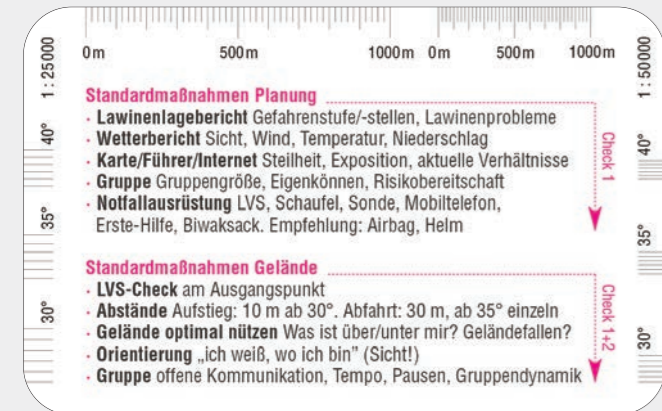 0m 500m 1000m 0m 500m 1000m
1:25000
40°
35°
30°
Standardmaßnahmen Planung
· Lawinenlagebericht Gefahrenstufe/-stellen, Lawinenprobleme
· Wetterbericht Sicht, Wind, Temperatur, Niederschlag
· Karte/Führer/Internet Steilheit, Exposition, aktuelle Verhältnisse
· Gruppe Gruppengröße, Eigenkönnen, Risikobereitschaft
· Notfallausrüstung LVS, Schaufel, Sonde, Mobiltelefon,
Erste-Hilfe, Biwaksack. Empfehlung: Airbag, Helm
Check 1
Standardmaßnahmen Gelände
· LVS-Check am Ausgangspunkt
· Abstände Aufstieg: 10 m ab 30°. Abfahrt: 30 m, ab 35° einzeln
· Gelände optimal nützen Was ist über/unter mir? Geländefallen?
· Orientierung „ich weiß, wo ich bin” (Sicht!)
· Gruppe offene Kommunikation, Tempo, Pausen, Gruppendynamik
Check 1+2
1:50000
40°
35°
30°